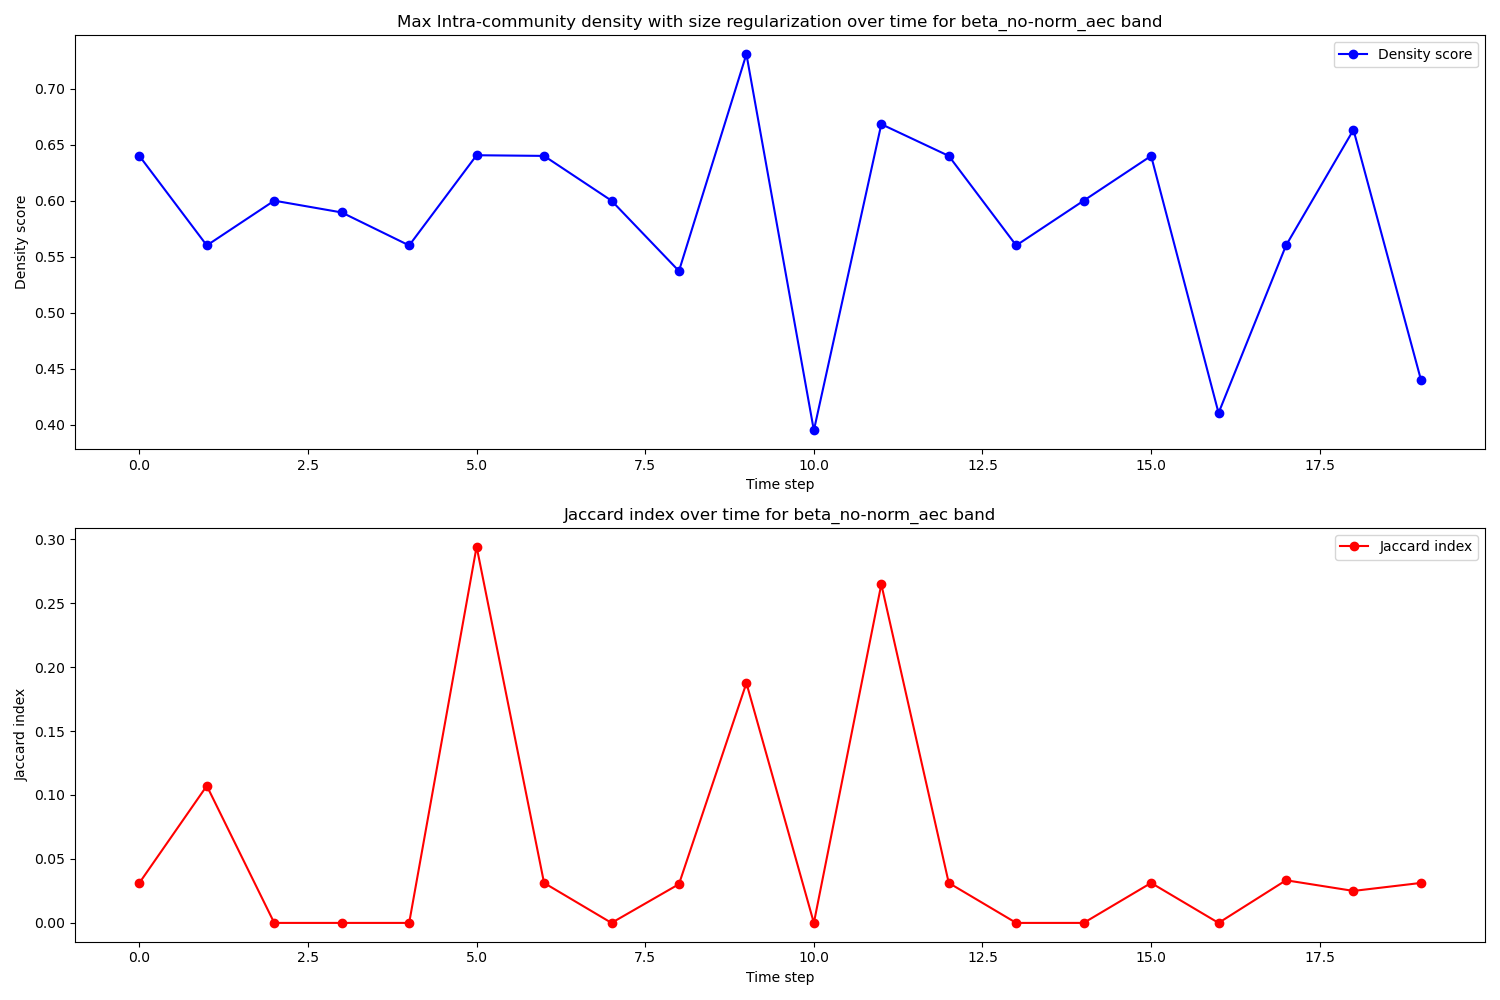 Max Intra-community density with size regularization over time for beta_no-norm_aec band
Density score
0.70
0.65
0.60
0.55
0.50
0.45
0.40
Density score
0.0 2.5 5.0 7.5 10.0 12.5 15.0 17.5
Time step
Jaccard index over time for beta_no-norm_aec band
Jaccard index
0.30
0.25
0.20
0.15
0.10
0.05
0.00
Jaccard index
0.0 2.5 5.0 7.5 10.0 12.5 15.0 17.5
Time step